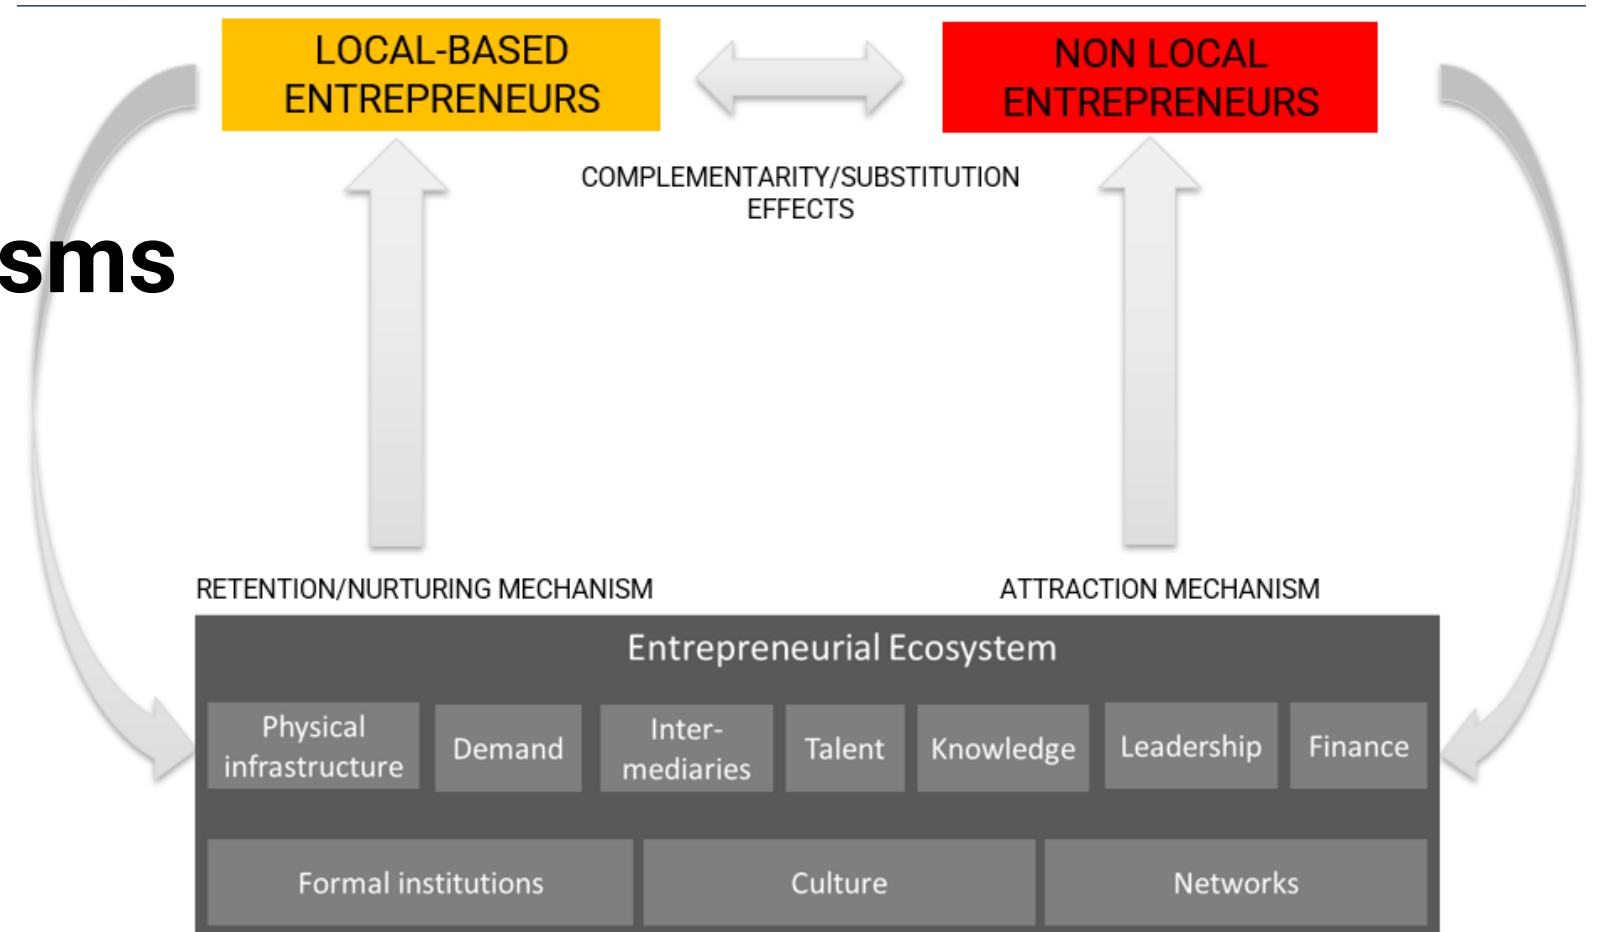 LOCAL-BASED
ENTREPRENEURS
NON LOCAL
ENTREPRENEURS
COMPLEMENTARITY/SUBSTITUTION
EFFECTS
sms
RETENTION/NURTURING MECHANISM
ATTRACTION MECHANISM
Entrepreneurial Ecosystem
Physical
infrastructure
Demand
Inter-
mediaries
Talent
Knowledge
Leadership
Finance
Formal institutions
Culture
Networks